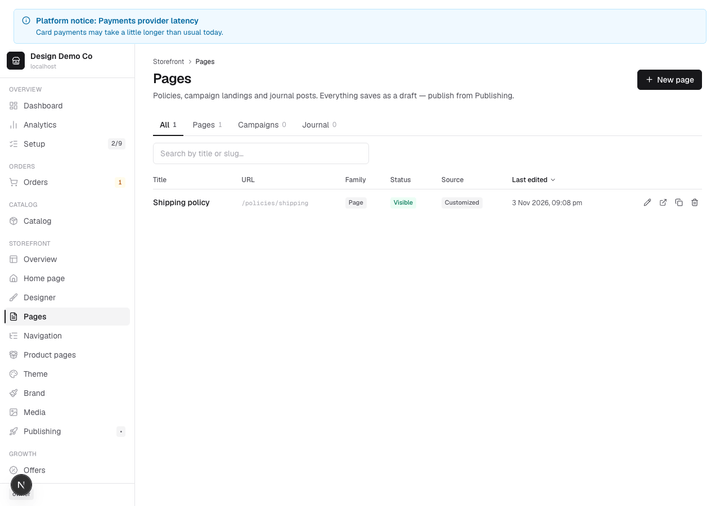 Platform notice: Payments provider latency
Card payments may take a little longer than usual today.
Design Demo Co
localhost
OVERVIEW
Dashboard
Analytics
Setup 2/9
ORDERS
Orders 1
CATALOG
Catalog
STOREFRONT
Overview
Home page
Designer
Pages
Navigation
Product pages
Theme
Brand
Media
Publishing
GROWTH
Offers
N
Storefront > Pages
Pages
New page
Policies, campaign landings and journal posts. Everything saves as a draft — publish from Publishing.
All 1 Pages 1 Campaigns 0 Journal 0
Search by title or slug…
Title URL Family Status Source Last edited
Shipping policy /policies/shipping Page Visible Customized 3 Nov 2026, 09:08 pm